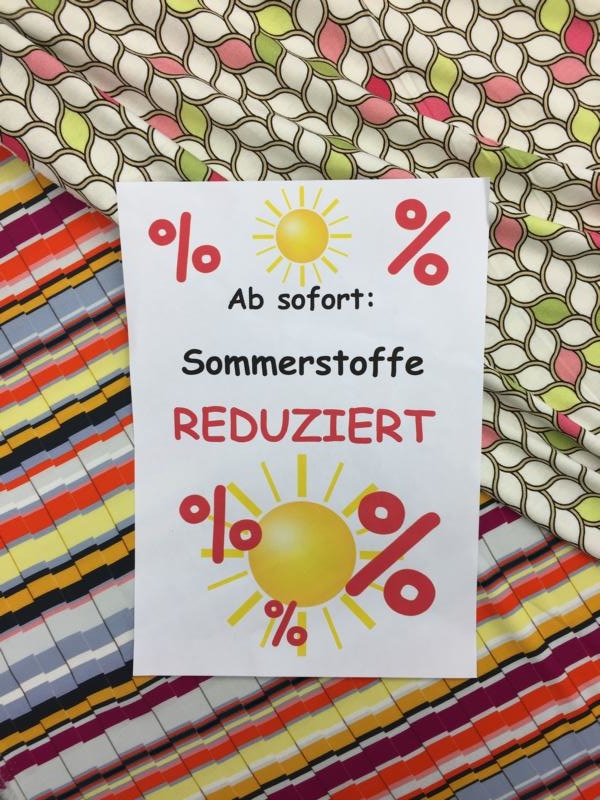 % %
Ab sofort:
Sommerstoffe
REDUZIERT
% %
%